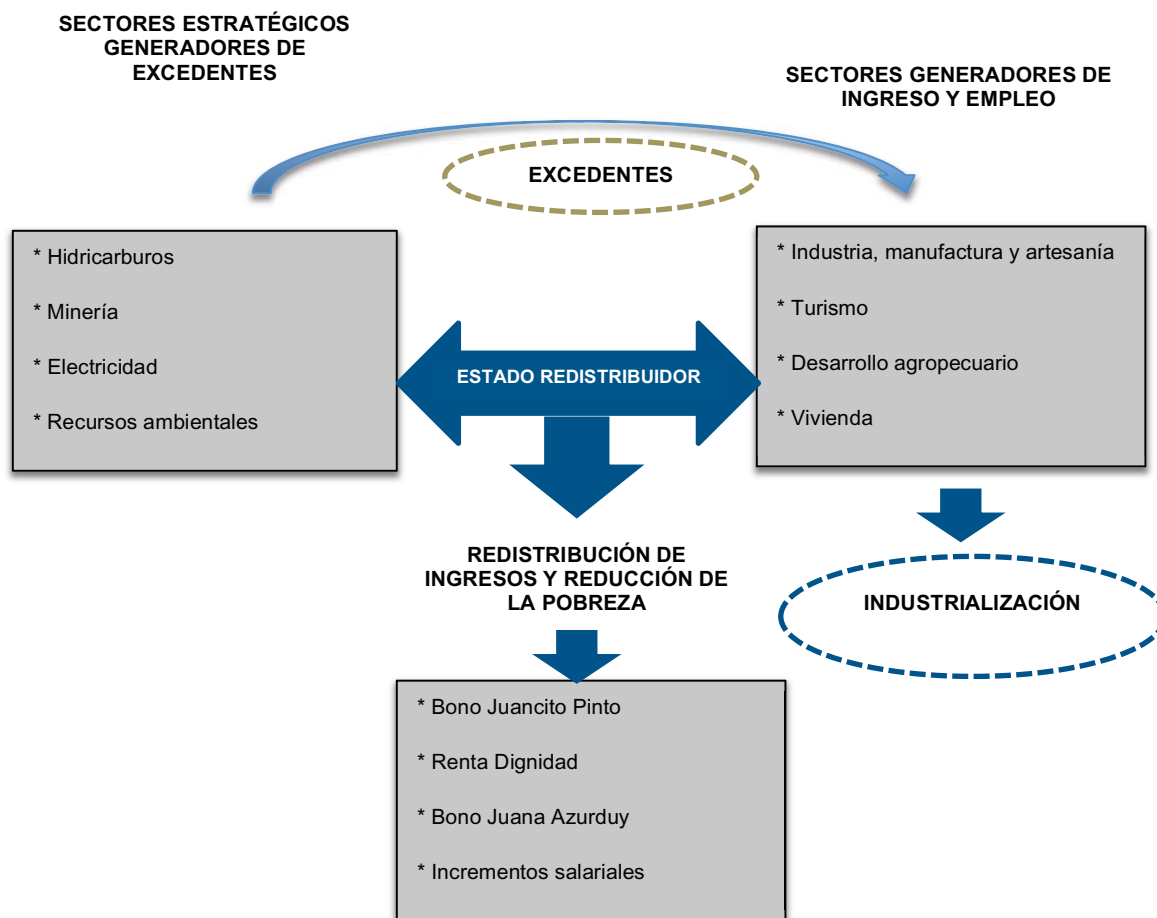 SECTORES ESTRATÉGICOS
GENERADORES DE
EXCEDENTES
SECTORES GENERADORES DE
INGRESO Y EMPLEO
EXCEDENTES
* Hidricarburos
* Minería
* Electricidad
* Recursos ambientales
ESTADO REDISTRIBUIDOR
* Industria, manufactura y artesanía
* Turismo
* Desarrollo agropecuario
* Vivienda
REDISTRIBUCIÓN DE
INGRESOS Y REDUCCIÓN DE
LA POBREZA
INDUSTRIALIZACIÓN
* Bono Juancito Pinto
* Renta Dignidad
* Bono Juana Azurduy
* Incrementos salariales